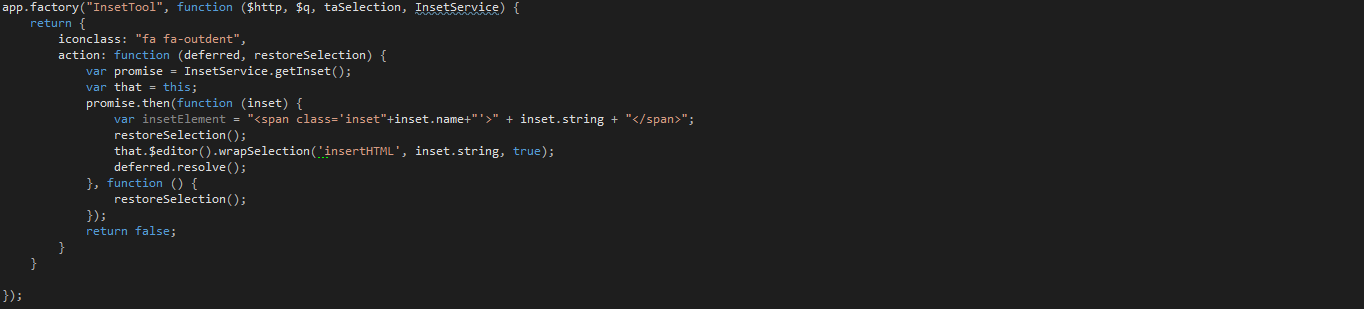 app.factory("InsetTool", function ($http, $q, taSelection, InsetService) {
    return {
        iconclass: "fa fa-outdent",
        action: function (deferred, restoreSelection) {
            var promise = InsetService.getInset();
            var that = this;
            promise.then(function (inset) {
                var insetElement = "<span class='inset"+inset.name+"'>" + inset.string + "</span>";
                restoreSelection();
                that.$editor().wrapSelection('insertHTML', inset.string, true);
                deferred.resolve();
            }, function () {
                restoreSelection();
            });
            return false;
        }
    }

});